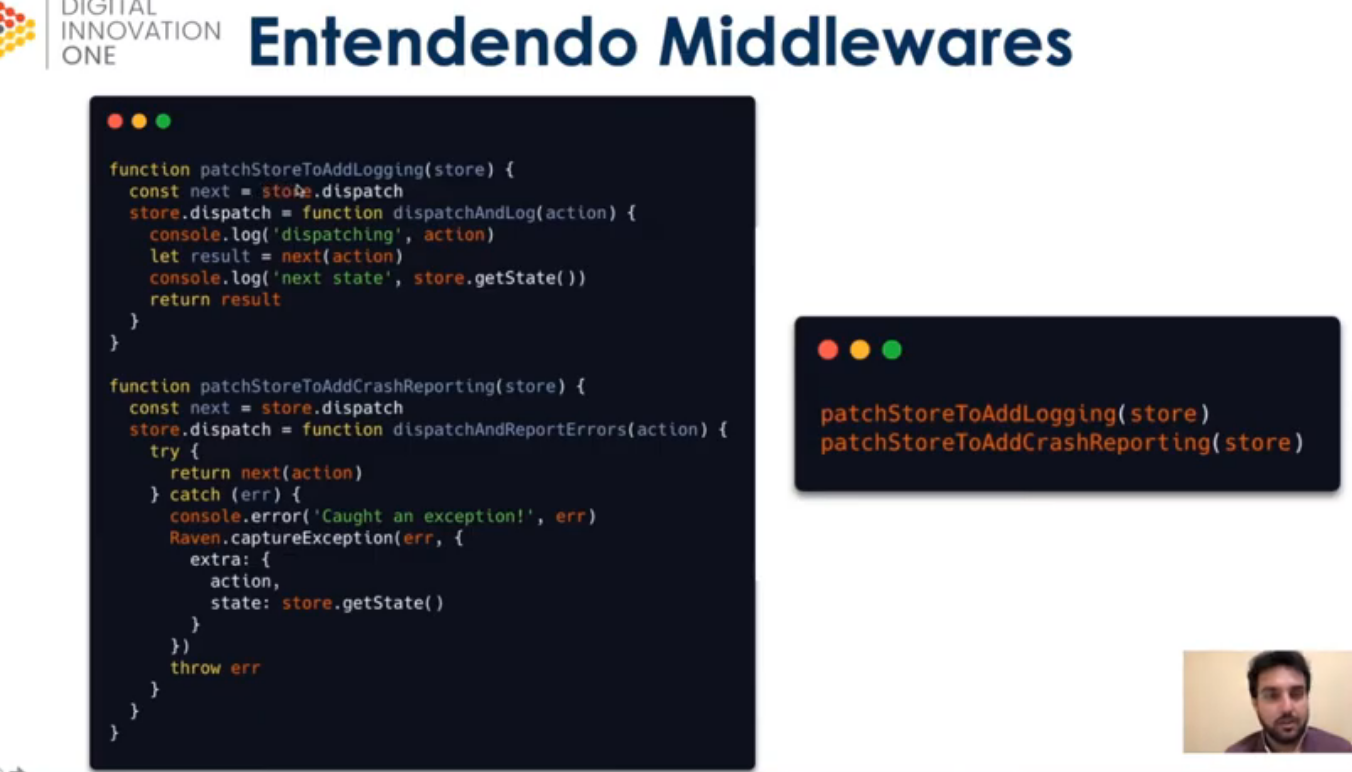 DIGITAL
INNOVATION
ONE
Entendendo Middlewares
function patchStoreToAddLogging(store) {
  const next = store.dispatch
  store.dispatch = function dispatchAndLog(action) {
    console.log('dispatching', action)
    let result = next(action)
    console.log('next state', store.getState())
    return result
  }
}
function patchStoreToAddCrashReporting(store) {
  const next = store.dispatch
  store.dispatch = function dispatchAndReportErrors(action) {
    try {
      return next(action)
    } catch (err) {
      console.error('Caught an exception!', err)
      Raven.captureException(err, {
        extra: {
          action,
          state: store.getState()
        }
      })
      throw err
    }
  }
}
patchStoreToAddLogging(store)
patchStoreToAddCrashReporting(store)